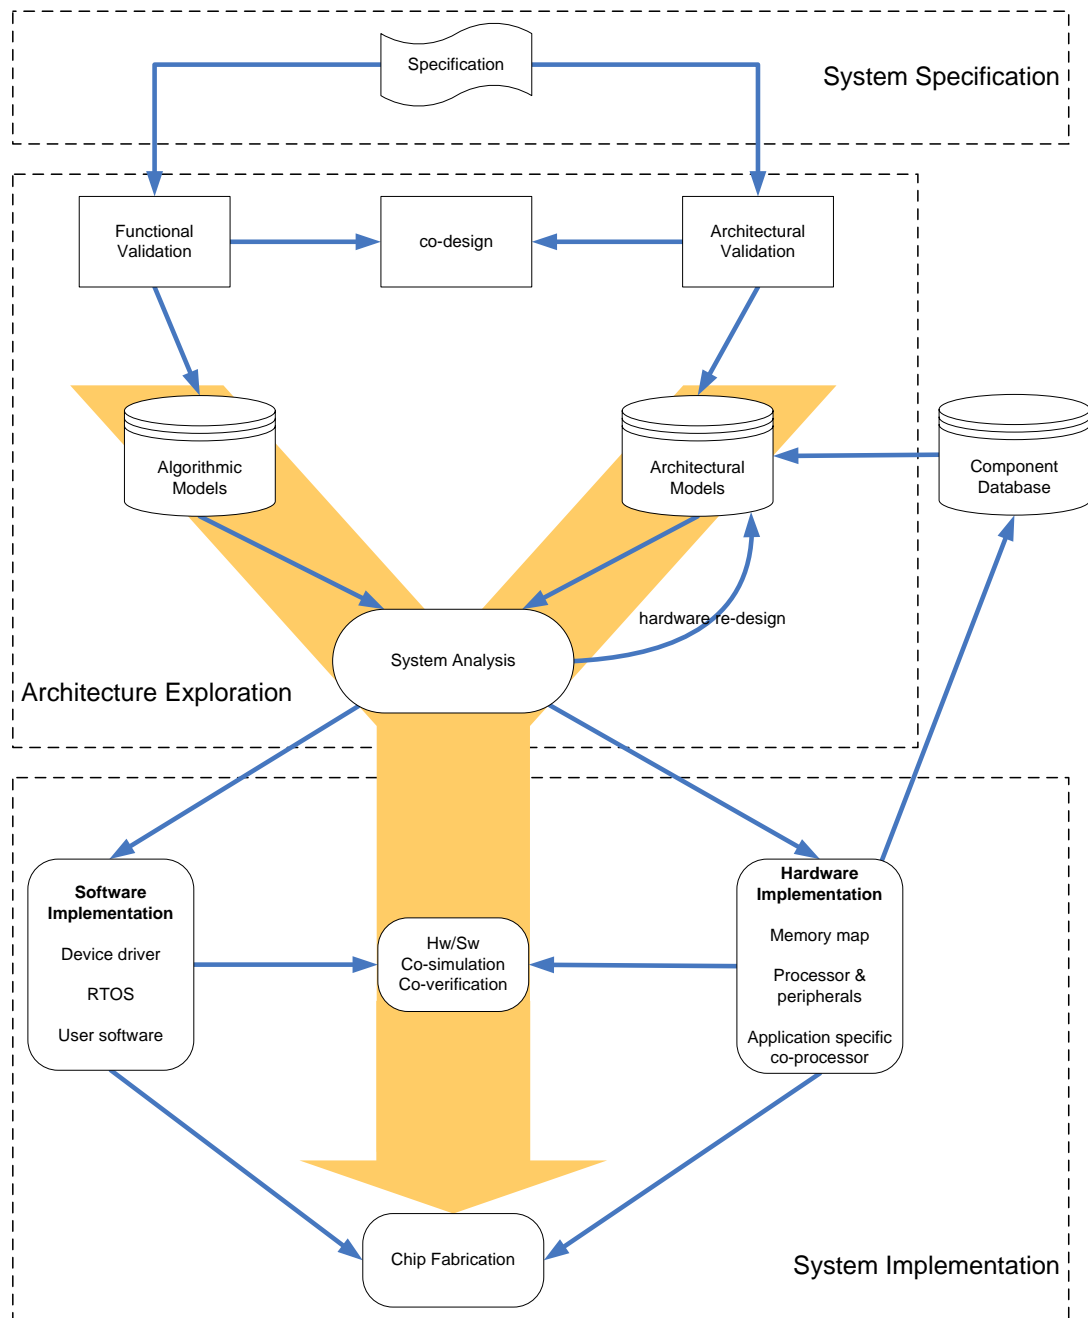 Specification
System Specification
Functional
Validation
co-design
Architectural
Validation
Algorithmic
Models
Architectural
Models
Component
Database
hardware re-design
System Analysis
Architecture Exploration
Software
Implementation
Device driver
RTOS
User software
Hw/Sw
Co-simulation
Co-verification
Hardware
Implementation
Memory map
Processor &
peripherals
Application specific
co-processor
Chip Fabrication
System Implementation